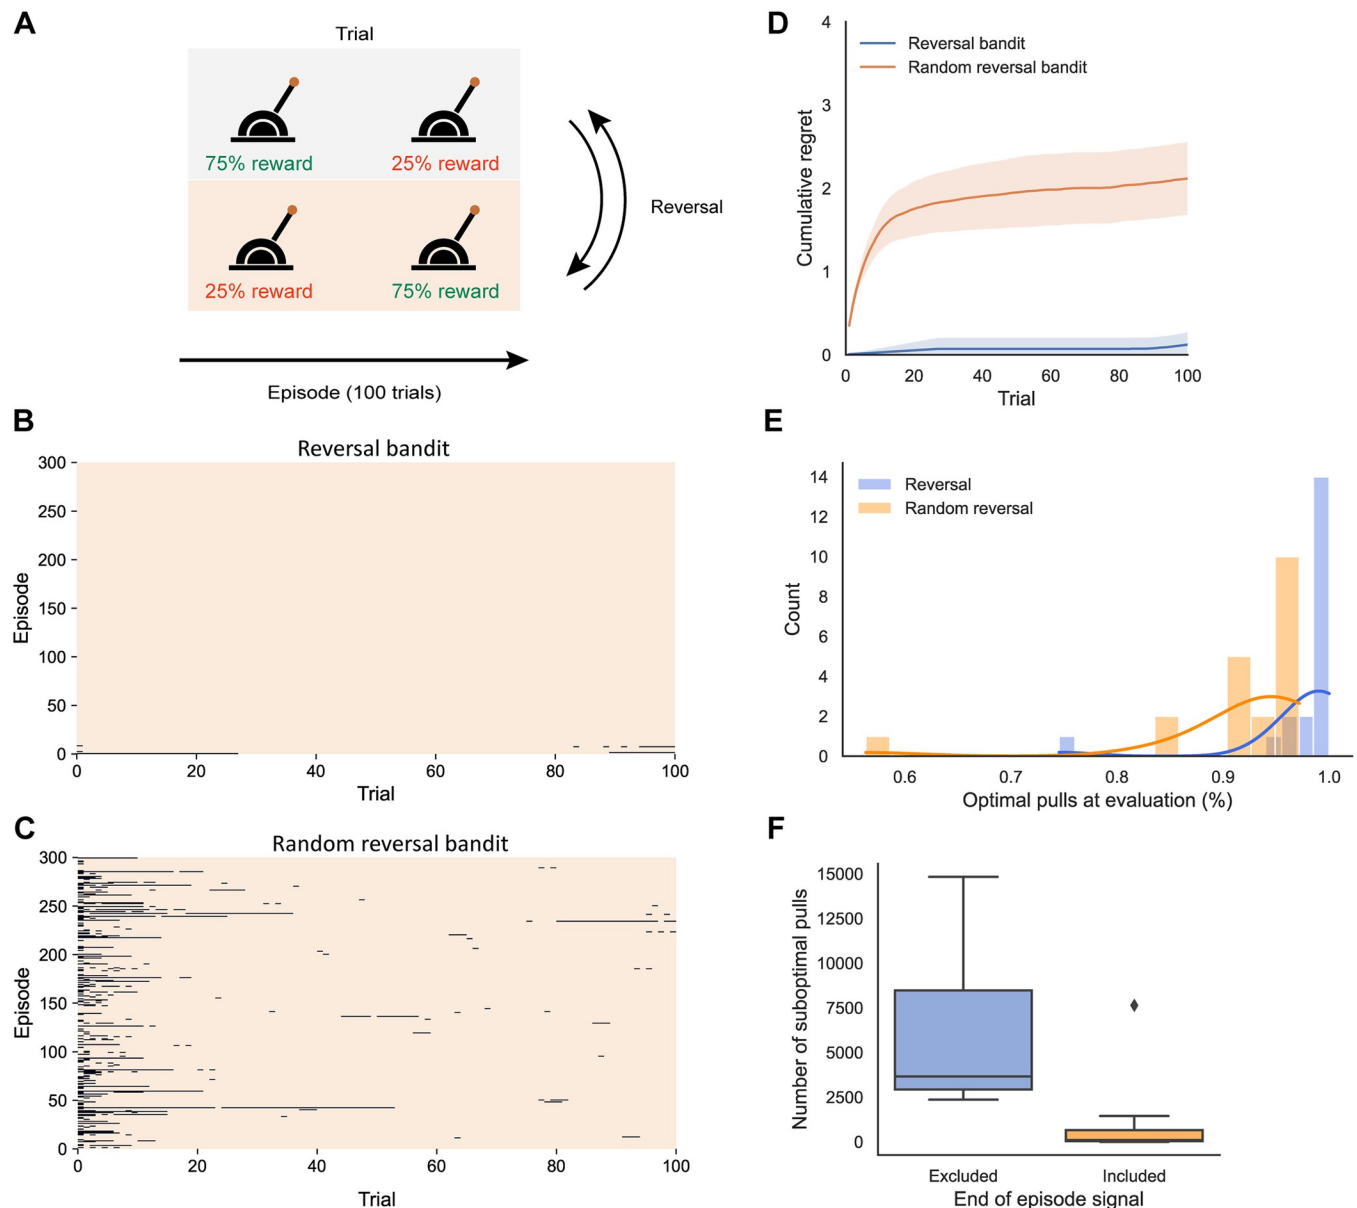 A
Trial
75% reward
25% reward
25% reward
75% reward
Reversal
Episode (100 trials)
B
Reversal bandit
300
250
200
150
100
50
0
Episode
0 20 40 60 80 100
Trial
C
Random reversal bandit
300
250
200
150
100
50
0
Episode
0 20 40 60 80 100
Trial
D
Reversal bandit
Random reversal bandit
4
3
2
1
0
Cumulative regret
0 20 40 60 80 100
Trial
E
Reversal
Random reversal
14
12
10
8
6
4
2
0
Count
0.6 0.7 0.8 0.9 1.0
Optimal pulls at evaluation (%)
F
15000
12500
10000
7500
5000
2500
0
Number of suboptimal pulls
Excluded Included
End of episode signal